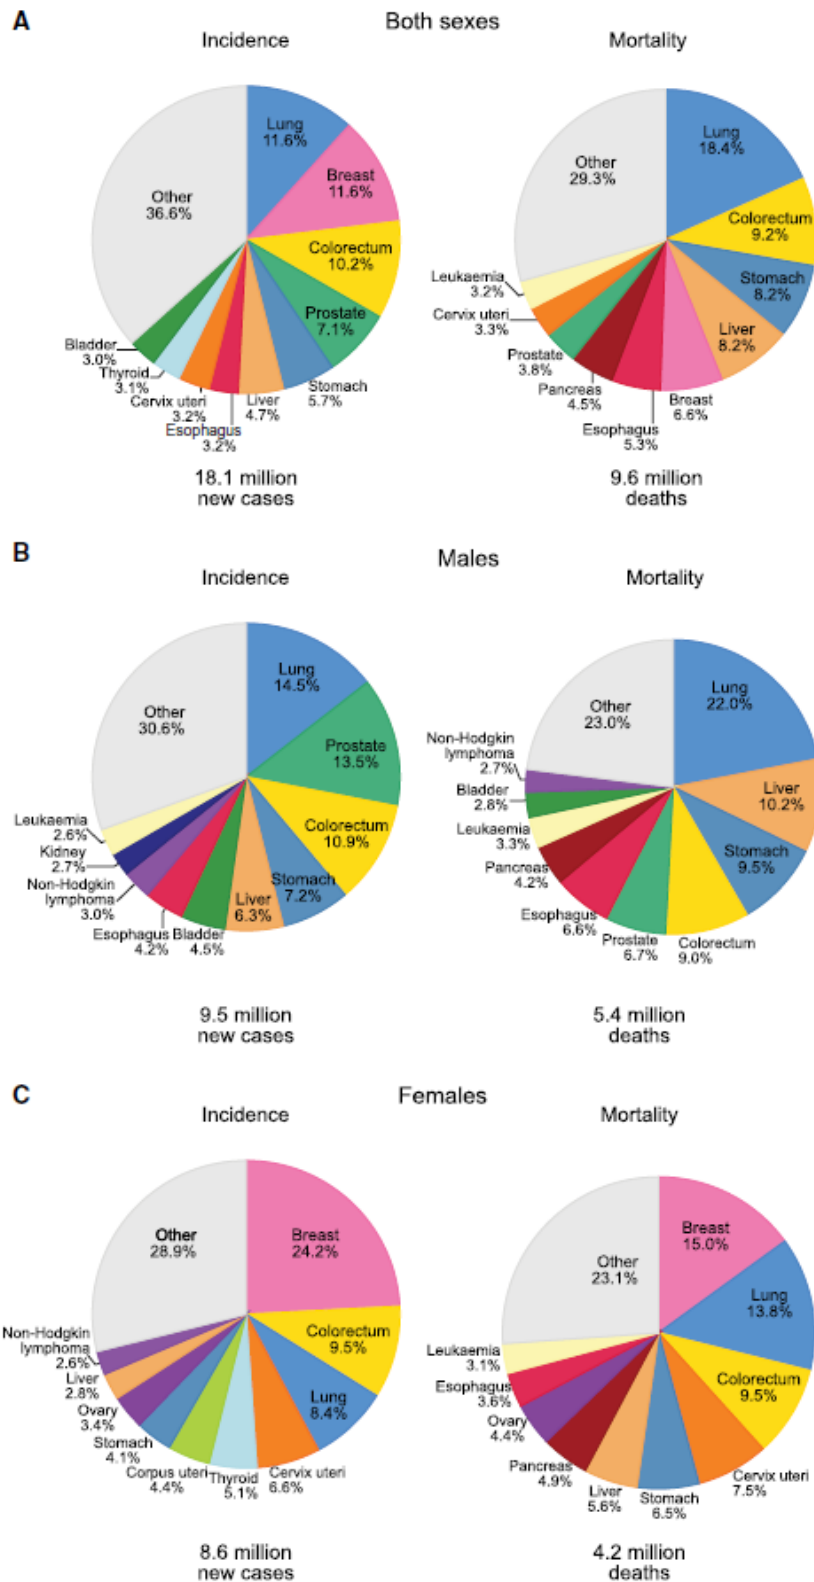 A
Both sexes
Incidence
Mortality
Lung
11.6%
Breast
11.6%
Colorectum
10.2%
Prostate
7.1%
Stomach
5.7%
Liver
4.7%
Esophagus
3.2%
Cervix uteri
3.2%
Thyroid
3.1%
Bladder
3.0%
Other
36.6%
18.1 million
new cases
Lung
18.4%
Colorectum
9.2%
Stomach
8.2%
Liver
8.2%
Breast
6.6%
Esophagus
5.3%
Pancreas
4.5%
Prostate
3.8%
Cervix uteri
3.3%
Leukaemia
3.2%
Other
29.3%
9.6 million
deaths
B
Males
Incidence
Mortality
Lung
14.5%
Prostate
13.5%
Colorectum
10.9%
Stomach
7.2%
Liver
6.3%
Bladder
4.5%
Esophagus
4.2%
Non-Hodgkin
lymphoma
3.0%
Kidney
2.7%
Leukaemia
2.6%
Other
30.6%
9.5 million
new cases
Lung
22.0%
Liver
10.2%
Stomach
9.5%
Colorectum
9.0%
Prostate
6.7%
Esophagus
6.6%
Pancreas
4.2%
Leukaemia
3.3%
Bladder
2.8%
Non-Hodgkin
lymphoma
2.7%
Other
23.0%
5.4 million
deaths
C
Females
Incidence
Mortality
Breast
24.2%
Colorectum
9.5%
Lung
8.4%
Cervix uteri
6.6%
Thyroid
5.1%
Corpus uteri
4.4%
Stomach
4.1%
Ovary
3.4%
Liver
2.8%
Non-Hodgkin
lymphoma
2.6%
Other
28.9%
8.6 million
new cases
Breast
15.0%
Lung
13.8%
Colorectum
9.5%
Cervix uteri
7.5%
Stomach
6.5%
Liver
5.6%
Pancreas
4.9%
Ovary
4.4%
Esophagus
3.6%
Leukaemia
3.1%
Other
23.1%
4.2 million
deaths